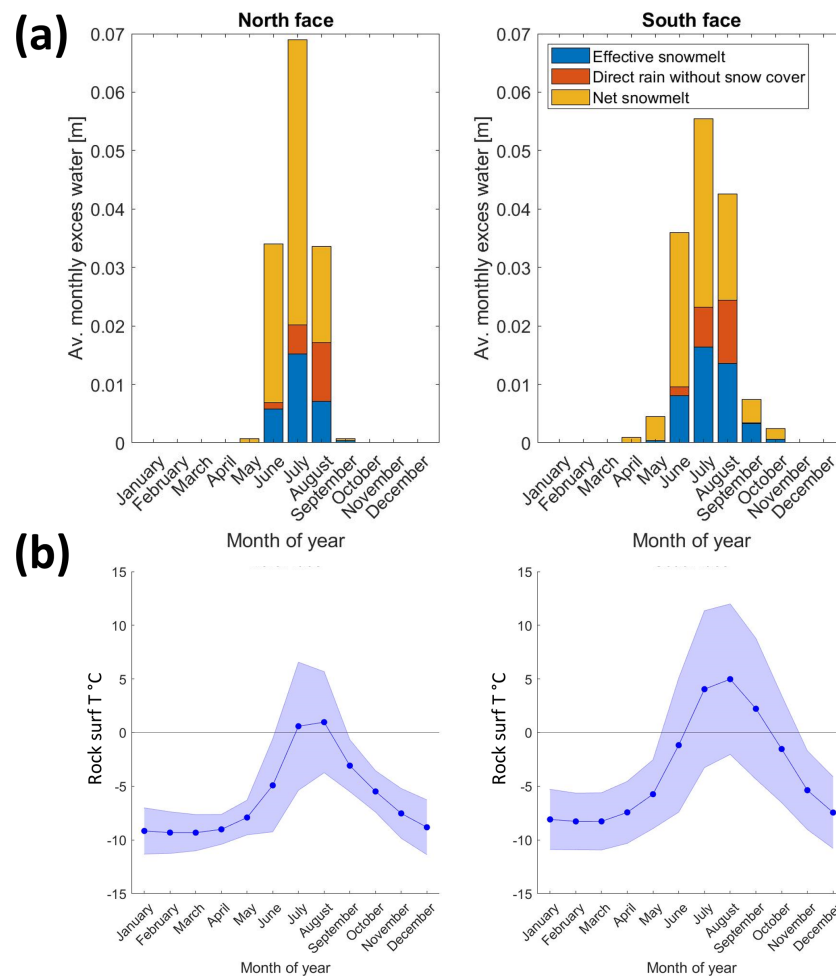 (a)
North face
Av. monthly exces water [m]
0.07
0.06
0.05
0.04
0.03
0.02
0.01
0
January
February
March
April
May
June
July
August
September
October
November
December
Month of year
South face
Effective snowmelt
Direct rain without snow cover
Net snowmelt
Av. monthly exces water [m]
0.07
0.06
0.05
0.04
0.03
0.02
0.01
0
January
February
March
April
May
June
July
August
September
October
November
December
Month of year
(b)
Rock surf T °C
15
10
5
0
-5
-10
-15
January
February
March
April
May
June
July
August
September
October
November
December
Month of year
Rock surf T °C
15
10
5
0
-5
-10
-15
January
February
March
April
May
June
July
August
September
October
November
December
Month of year